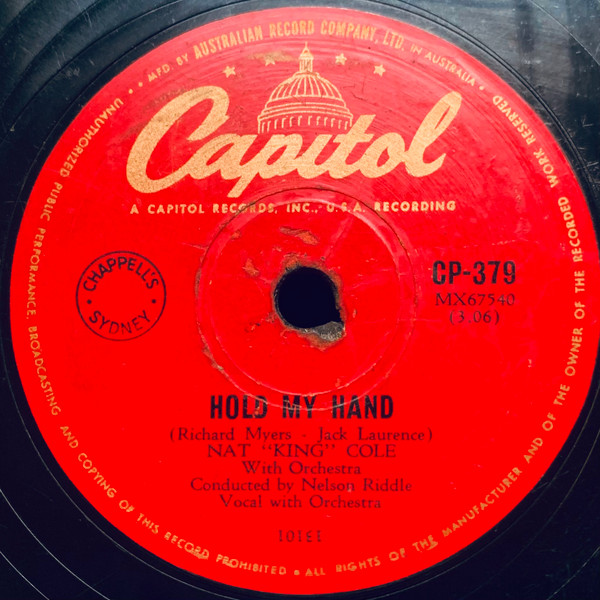 • • MFD. BY AUSTRALIAN RECORD COMPANY, LTD. IN AUSTRALIA •
Capitol
A CAPITOL RECORDS, INC., U.S.A. RECORDING
CHAPPELL'S
SYDNEY
CP-379
MX67540
(3.06)
HOLD MY HAND
(Richard Myers - Jack Laurence)
NAT "KING" COLE
With Orchestra
Conducted by Nelson Riddle
Vocal with Orchestra
10151
UNAUTHORIZED PUBLIC PERFORMANCE, BROADCASTING AND COPYING OF THIS RECORD PROHIBITED • ALL RIGHTS OF THE MANUFACTURER AND OF THE OWNER OF THE RECORDED WORK RESERVED